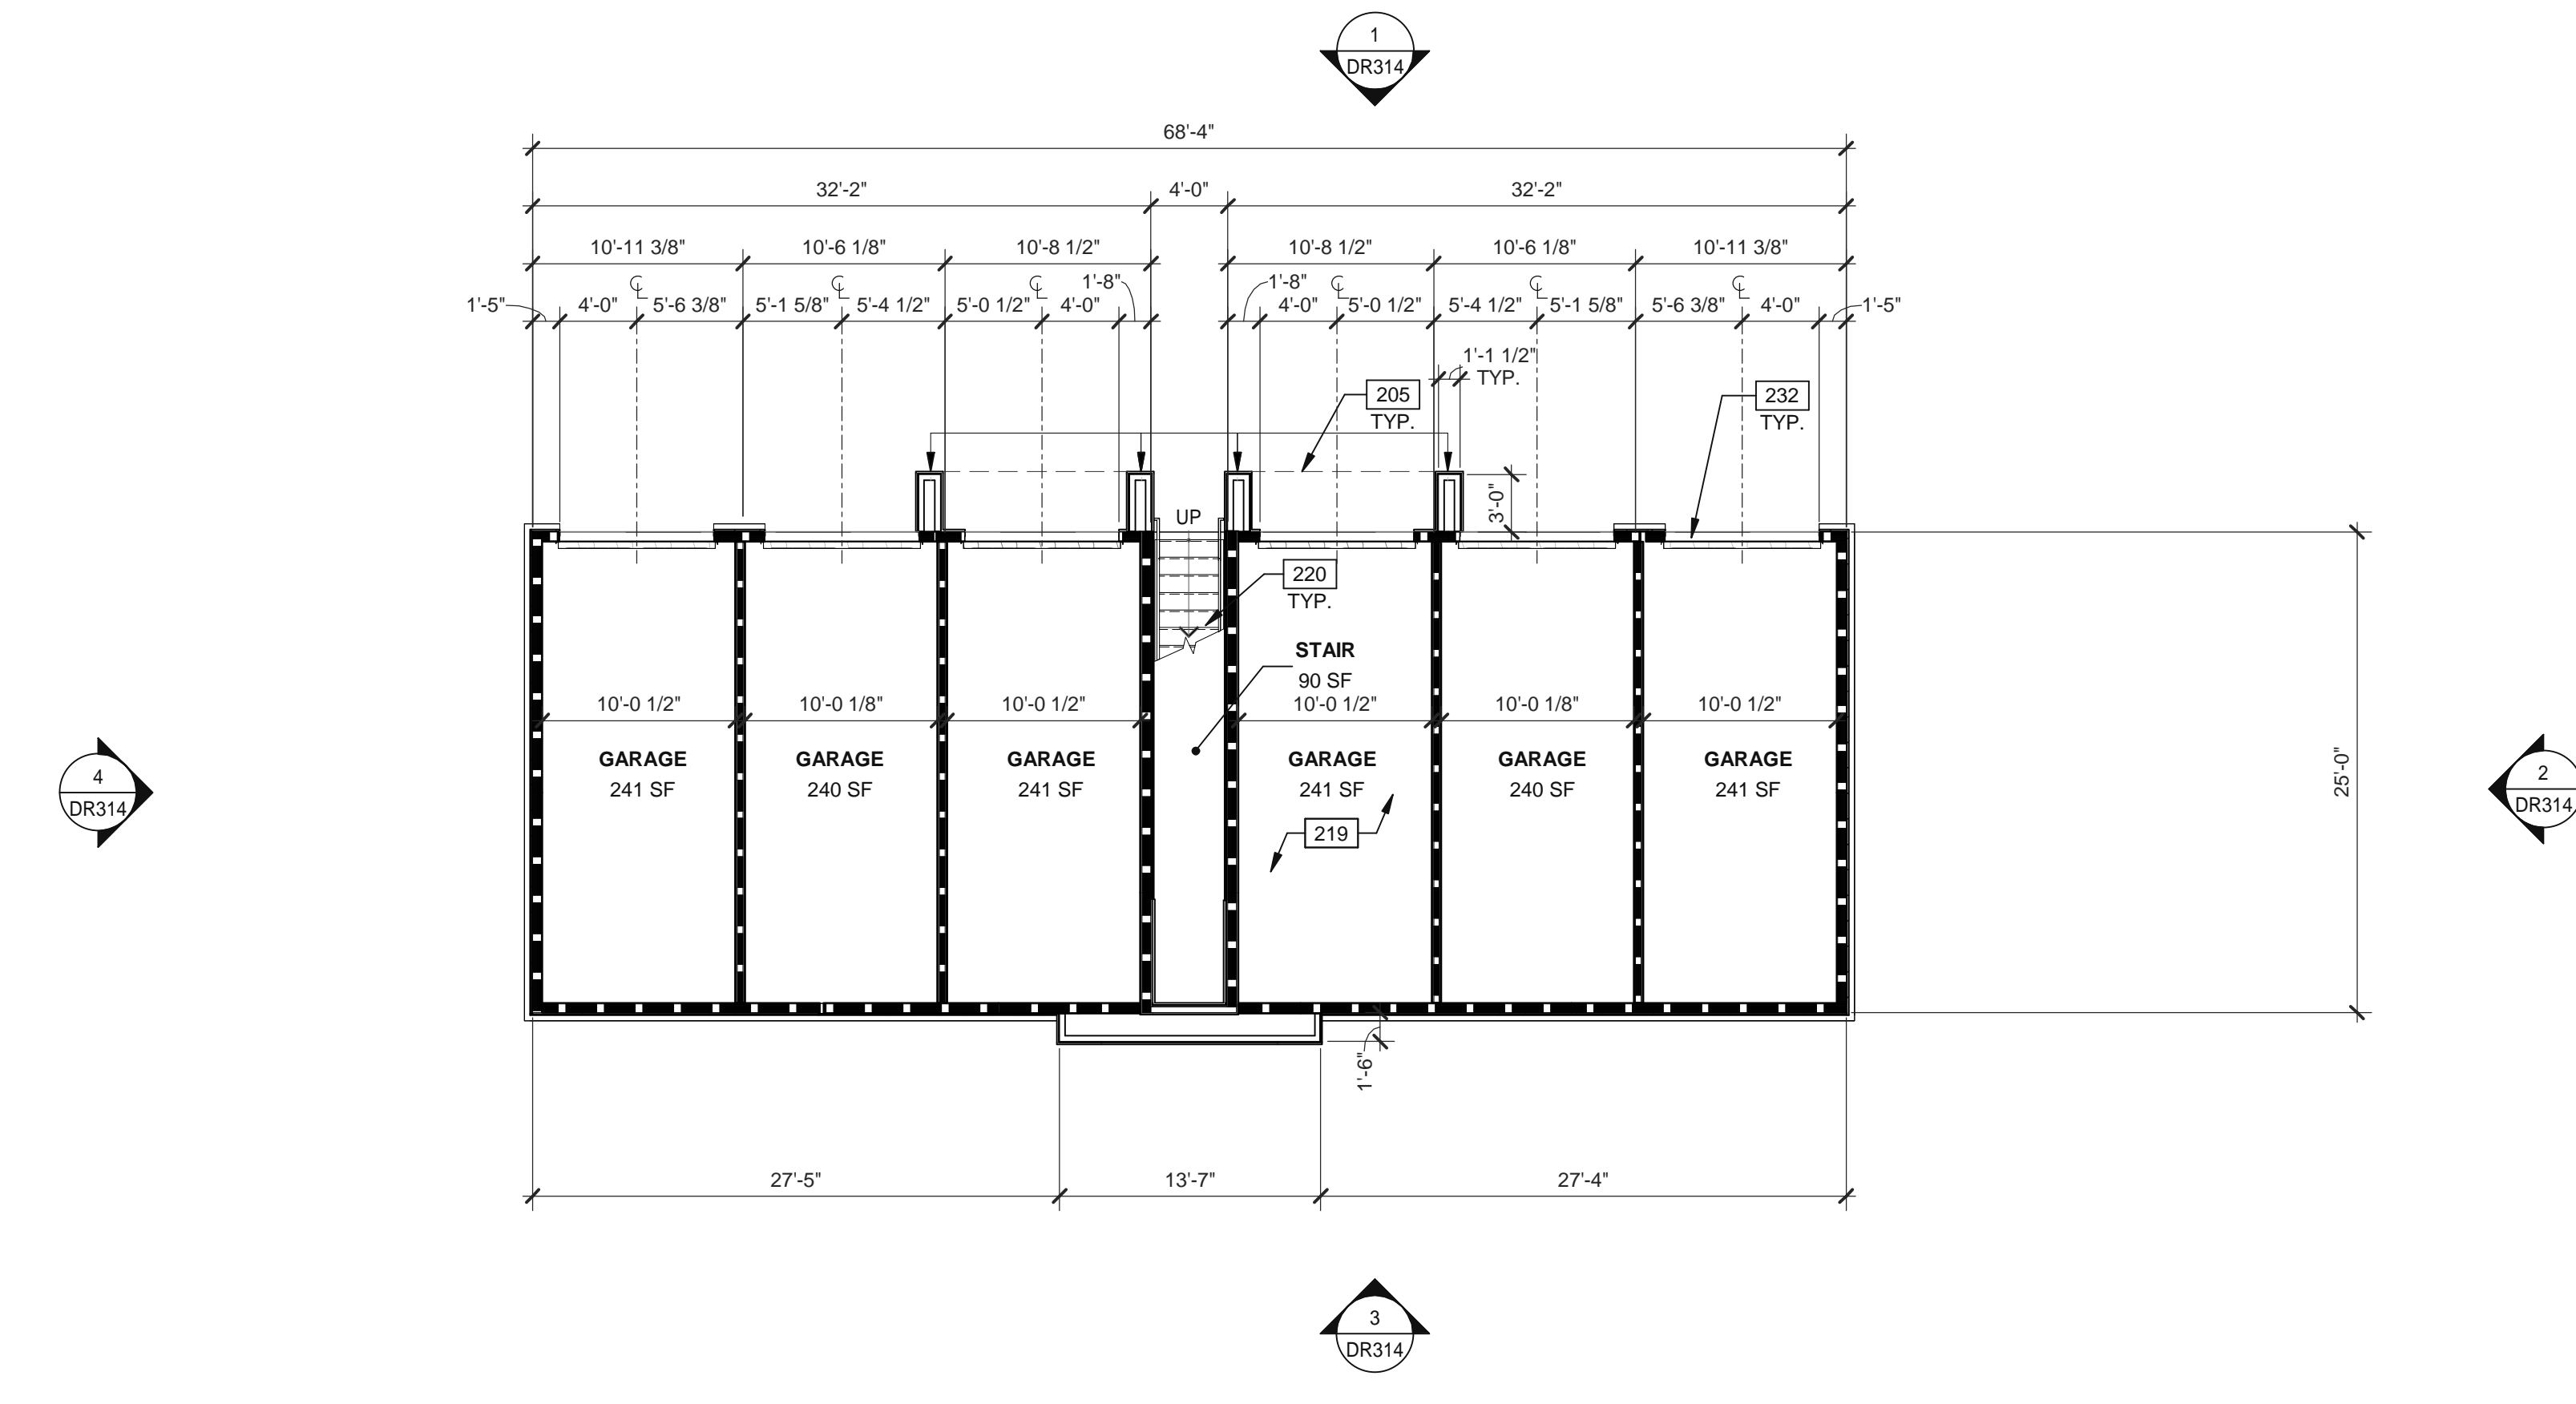 1
DR314
68'-4"
32'-2"
4'-0"
32'-2"
10'-11 3/8"
10'-6 1/8"
10'-8 1/2"
10'-8 1/2"
10'-6 1/8"
10'-11 3/8"
1'-5"
4'-0"
5'-6 3/8"
5'-1 5/8"
5'-4 1/2"
5'-0 1/2"
4'-0"
1'-8"
1'-8"
4'-0"
5'-0 1/2"
5'-4 1/2"
5'-1 5/8"
5'-6 3/8"
4'-0"
1'-5"
1'-1 1/2"
TYP.
205
TYP.
232
TYP.
3'-0"
UP
220
TYP.
STAIR
90 SF
10'-0 1/2"
10'-0 1/8"
10'-0 1/2"
10'-0 1/2"
10'-0 1/8"
10'-0 1/2"
GARAGE
241 SF
GARAGE
240 SF
GARAGE
241 SF
GARAGE
241 SF
GARAGE
240 SF
GARAGE
241 SF
219
25'-0"
4
DR314
2
DR314
1'-6"
27'-5"
13'-7"
27'-4"
3
DR314